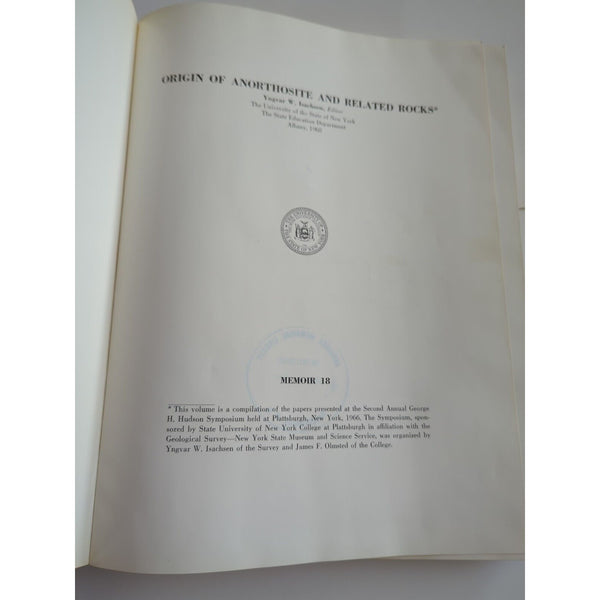 ORIGIN OF ANORTHOSITE AND RELATED ROCKS*
Yngvar W. Isachsen, Editor
The University of the State of New York
The State Education Department
Albany, 1968
MEMOIR 18
* This volume is a compilation of the papers presented at the Second Annual George
H. Hudson Symposium held at Plattsburgh, New York, 1966. The Symposium, spon-
sored by State University of New York College at Plattsburgh in affiliation with the
Geological Survey—New York State Museum and Science Service, was organized by
Yngvar W. Isachsen of the Survey and James F. Olmsted of the College.